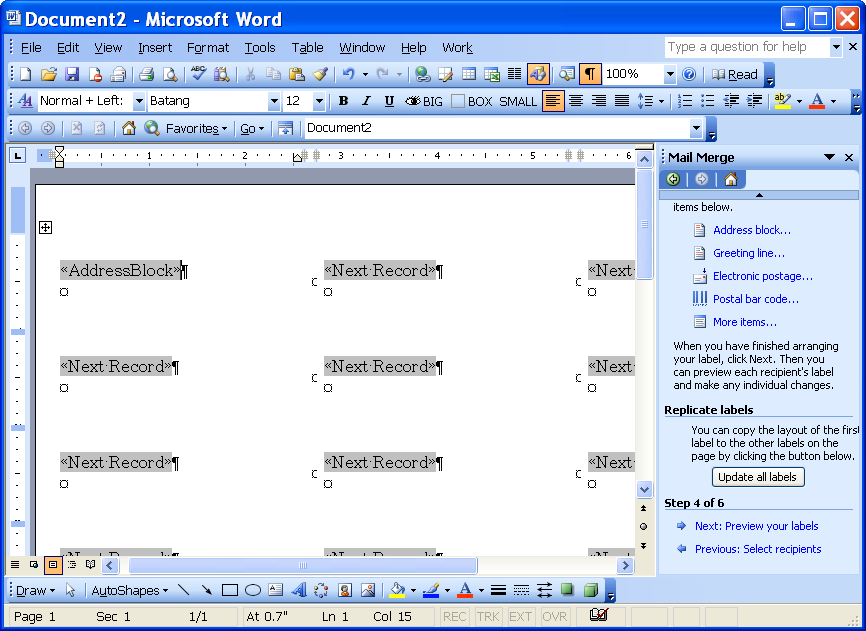 Document2 - Microsoft Word
File Edit View Insert Format Tools Table Window Help Work Type a question for help
ABC 100% Read
Normal + Left: Batang 12 B I U BIG BOX SMALL ab
Favorites Go Document2
L 1 2 3 4 5 6 Mail Merge
items below.
Address block...
Greeting line...
Electronic postage...
Postal bar code...
More items...
When you have finished arranging
your label, click Next. Then you
can preview each recipient's label
and make any individual changes.
Replicate labels
You can copy the layout of the first
label to the other labels on the
page by clicking the button below.
Update all labels
Step 4 of 6
Next: Preview your labels
Previous: Select recipients
«AddressBlock»¶ «Next Record»¶ «Next
«Next Record»¶ «Next Record»¶ «Next
«Next Record»¶ «Next Record»¶ «Next
«Next Record»¶ «Next Record»¶ «Next
Draw AutoShapes A A
Page 1 Sec 1 1/1 At 0.7" Ln 1 Col 15 REC TRK EXT OVR